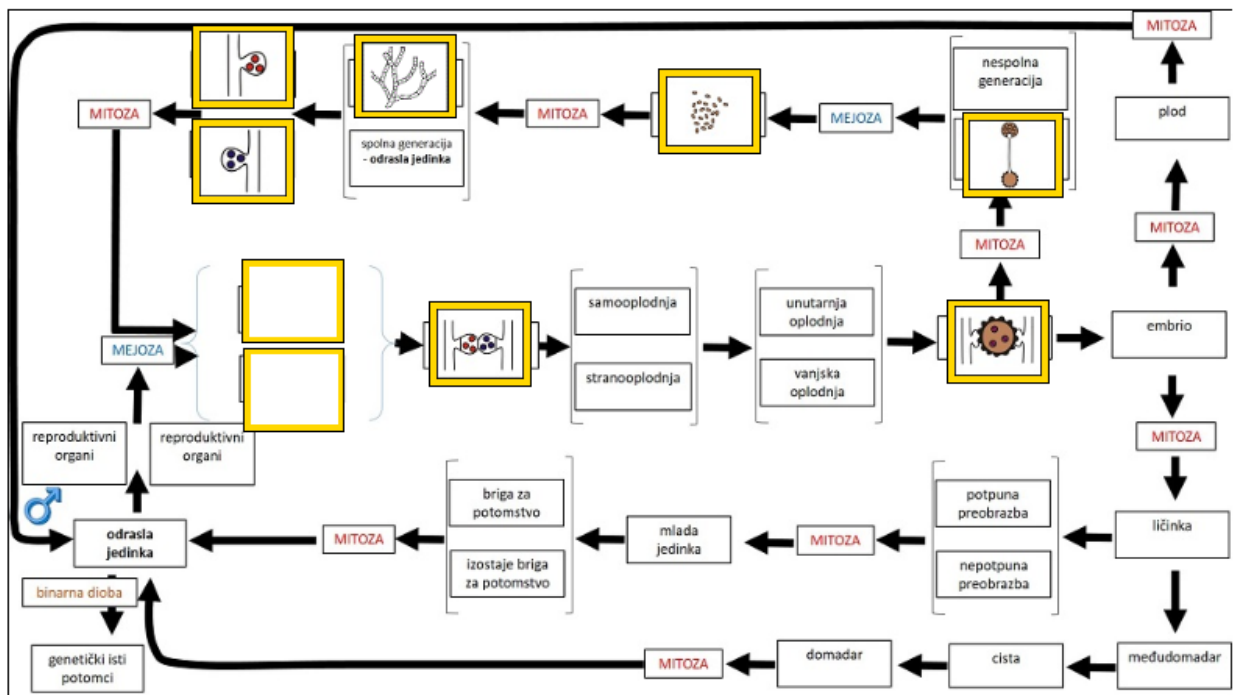 MITOZA
nespolna
generacija
plod
MITOZA
spolna generacija
- odrasla jedinka
MITOZA
MEJOZA
MITOZA
MITOZA
samooplodnja
stranooplodnja
unutarnja
oplodnja
vanjska
oplodnja
embrio
MEJOZA
reproduktivni
organi
reproduktivni
organi
MITOZA
odrasla
jedinka
MITOZA
briga za
potomstvo
izostaje briga
za potomstvo
mlada
jedinka
MITOZA
potpuna
preobrazba
nepotpuna
preobrazba
ličinka
binarna dioba
genetički isti
potomci
MITOZA
domadar
cista
međudomadar